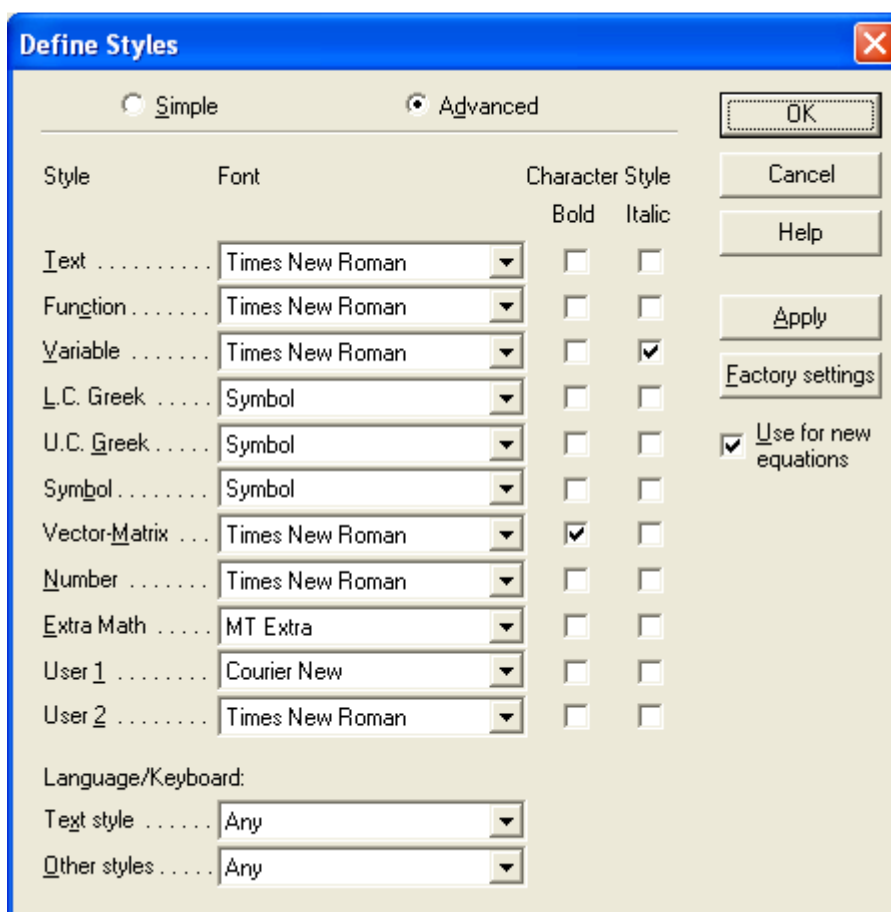 Define Styles
Simple Advanced OK
Style Font Character Style Cancel
Bold Italic Help
Text . . . . . . . . . . Times New Roman
Function . . . . . . . Times New Roman Apply
Variable . . . . . . . Times New Roman
L.C. Greek . . . . . Symbol Factory settings
U.C. Greek . . . . . Symbol Use for new
equations
Symbol . . . . . . . . Symbol
Vector-Matrix . . . Times New Roman
Number . . . . . . . Times New Roman
Extra Math . . . . . MT Extra
User 1 . . . . . . . . Courier New
User 2 . . . . . . . . Times New Roman
Language/Keyboard:
Text style . . . . . . Any
Other styles . . . . . Any